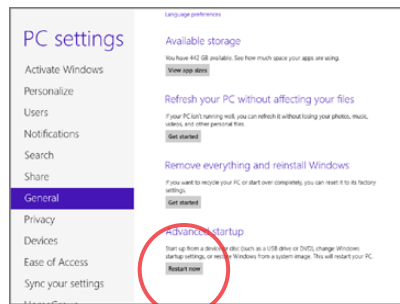 Language preferences
PC settings
Available storage
You have 442 GB available. See how much space your apps are using.
View app sizes
Activate Windows
Personalize
Refresh your PC without affecting your files
If your PC isn't running well, you can refresh it without losing your photos, music,
videos, and other personal files.
Get started
Users
Notifications
Search
Share
Remove everything and reinstall Windows
If you want to recycle your PC or start over completely, you can reset it to its factory
settings.
Get started
General
Privacy
Devices
Ease of Access
Sync your settings
HomeGroup
Advanced startup
Start up from a device or disc (such as a USB drive or DVD), change Windows
startup settings, or restore Windows from a system image. This will restart your PC.
Restart now